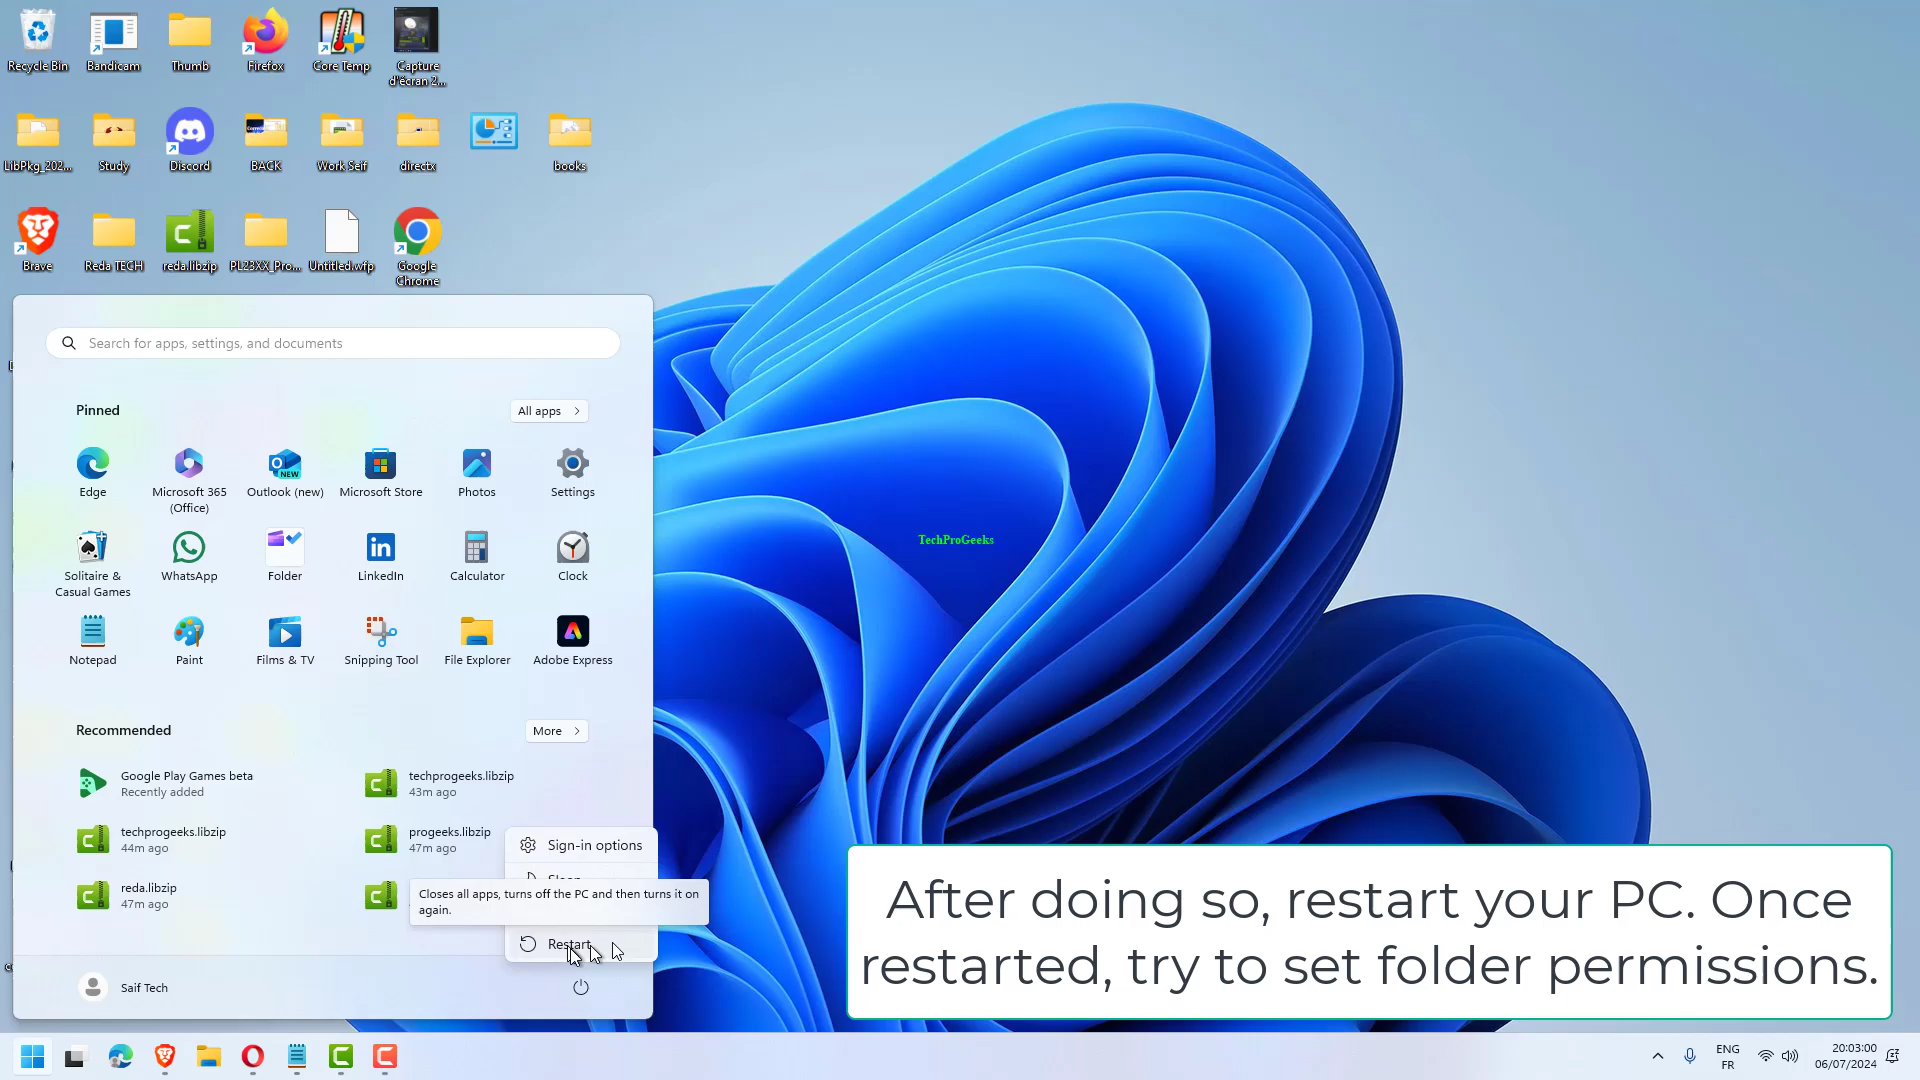 Recycle Bin
Bandicam
Thumb
Firefox
Core Temp
Capture
d'écran 2...
LibPkg_202...
Study
Discord
BACK
Work Seif
directx
books
Brave
Reda TECH
reda.libzip
PL23XX_Pro...
Untitled.wfp
Google
Chrome
Search for apps, settings, and documents
Pinned
All apps
Edge
Microsoft 365
(Office)
Outlook (new)
Microsoft Store
Photos
Settings
Solitaire &
Casual Games
WhatsApp
Folder
LinkedIn
Calculator
Clock
Notepad
Paint
Films & TV
Snipping Tool
File Explorer
Adobe Express
TechProGeeks
Recommended
More
Google Play Games beta
Recently added
techprogeeks.libzip
43m ago
techprogeeks.libzip
44m ago
progeeks.libzip
47m ago
reda.libzip
47m ago
Sign-in options
Closes all apps, turns off the PC and then turns it on
again.
Restart
Saif Tech
After doing so, restart your PC. Once
restarted, try to set folder permissions.
ENG
FR
20:03:00
06/07/2024